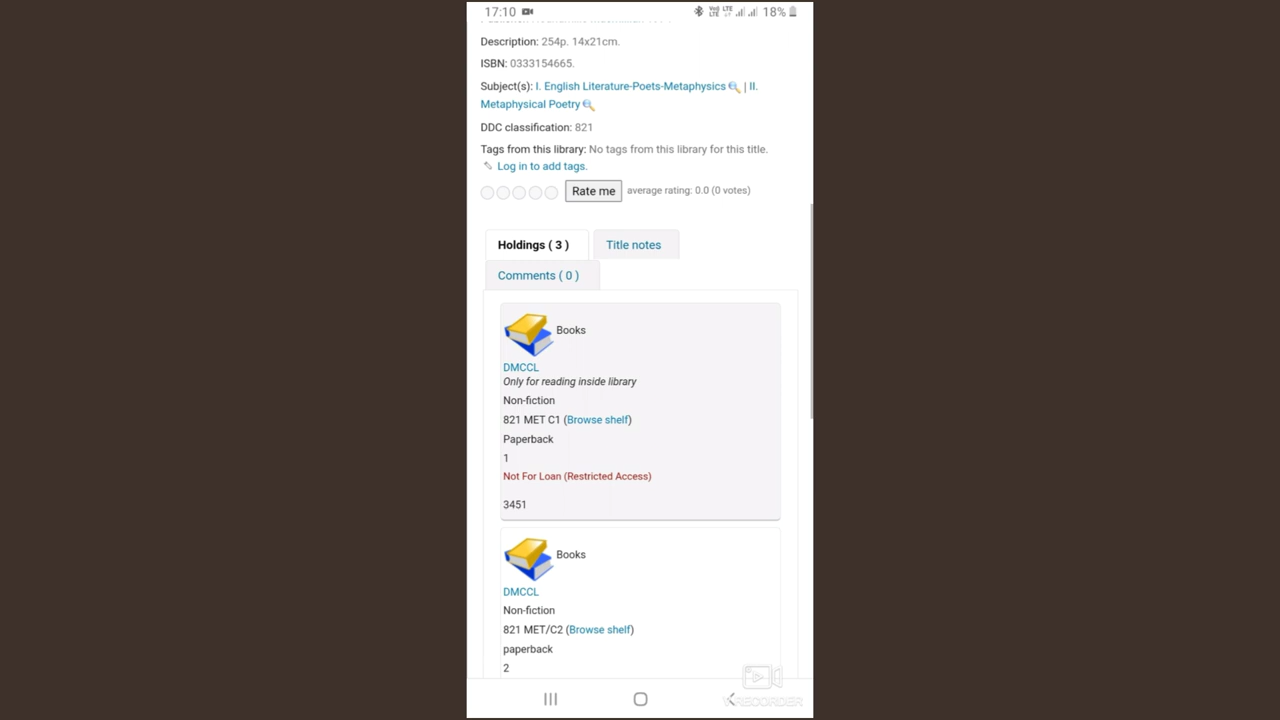 17:10 LTE 18%
Description: 254p. 14x21cm.
ISBN: 0333154665.
Subject(s): I. English Literature-Poets-Metaphysics | II.
Metaphysical Poetry
DDC classification: 821
Tags from this library: No tags from this library for this title.
Log in to add tags.
Rate me average rating: 0.0 (0 votes)
Holdings ( 3 ) Title notes
Comments ( 0 )
Books
DMCCL
Only for reading inside library
Non-fiction
821 MET C1 (Browse shelf)
Paperback
1
Not For Loan (Restricted Access)
3451
Books
DMCCL
Non-fiction
821 MET/C2 (Browse shelf)
paperback
2